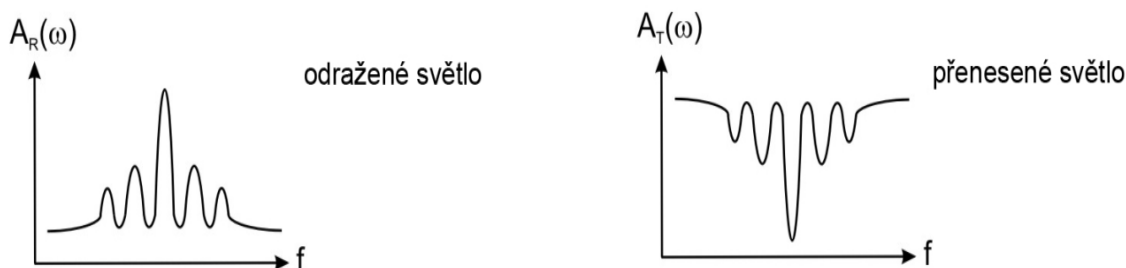 A_R(ω)
odražené světlo
f
A_T(ω)
přenesené světlo
f